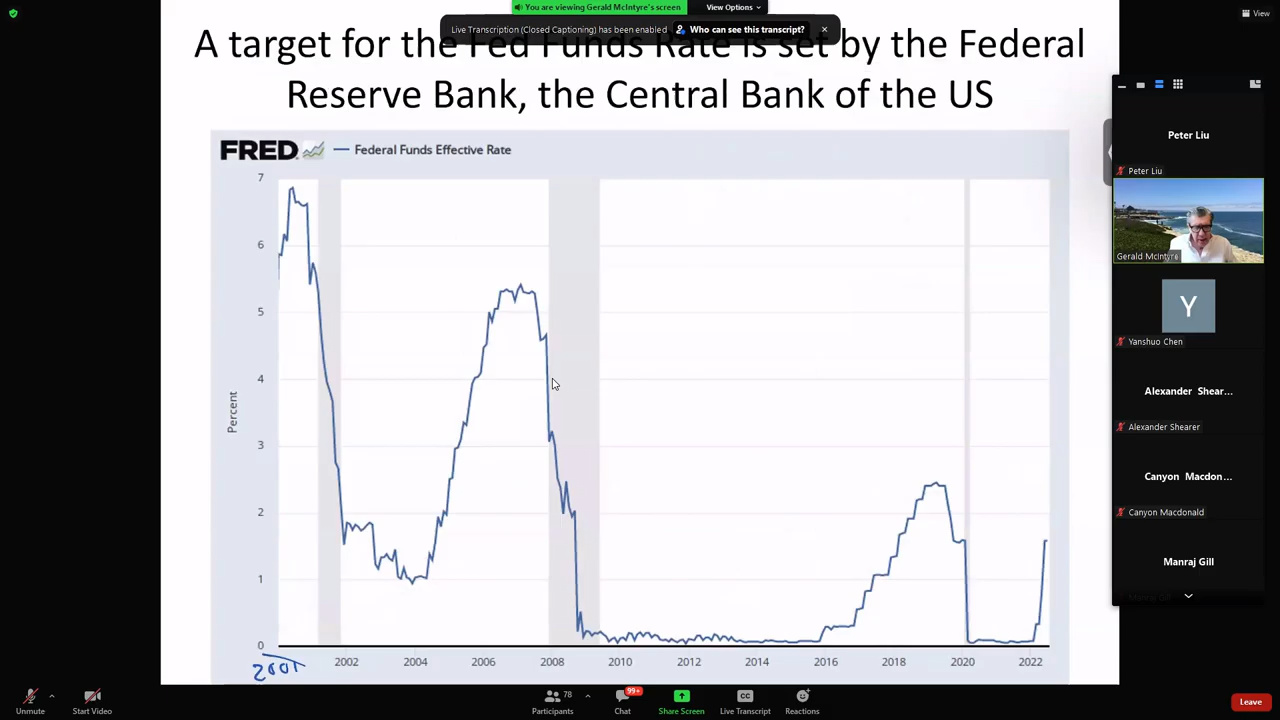 You are viewing Gerald McIntyre's screen
View Options
View
Live Transcription (Closed Captioning) has been enabled
Who can see this transcript?
A target for the Fed Funds Rate is set by the Federal
Reserve Bank, the Central Bank of the US
FRED
Federal Funds Effective Rate
7
6
5
4
3
2
1
0
Percent
2001
2002
2004
2006
2008
2010
2012
2014
2016
2018
2020
2022
Peter Liu
Peter Liu
Gerald McIntyre
Y
Yanshuo Chen
Alexander Shear...
Alexander Shearer
Canyon Macdon...
Canyon Macdonald
Manraj Gill
Manraj Gill
Unmute
Start Video
78
Participants
99+
Chat
Share Screen
CC
Live Transcript
Reactions
Leave